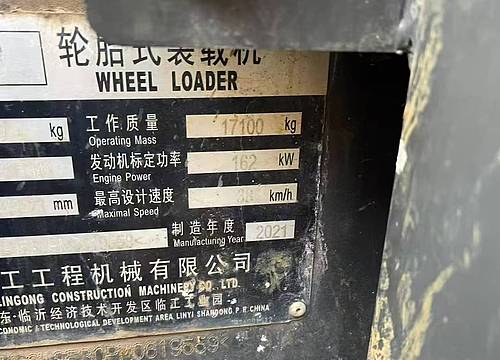 轮胎式装载机
WHEEL LOADER
kg 工作质量 17100 kg
Operating Mass
发动机标定功率 162 kW
Engine Power
mm 最高设计速度 38 km/h
Maximal Speed
制造年度 2021
Manufacturing Year
工工程机械有限公司
LINGONG CONSTRUCTION MACHINERY CO. LTD.
东·临沂经济技术开发区临工工业园
ECONOMIC & TECHNOLOGICAL DEVELOPMENT AREA, LINYI SHANDONG, P.R.CHINA